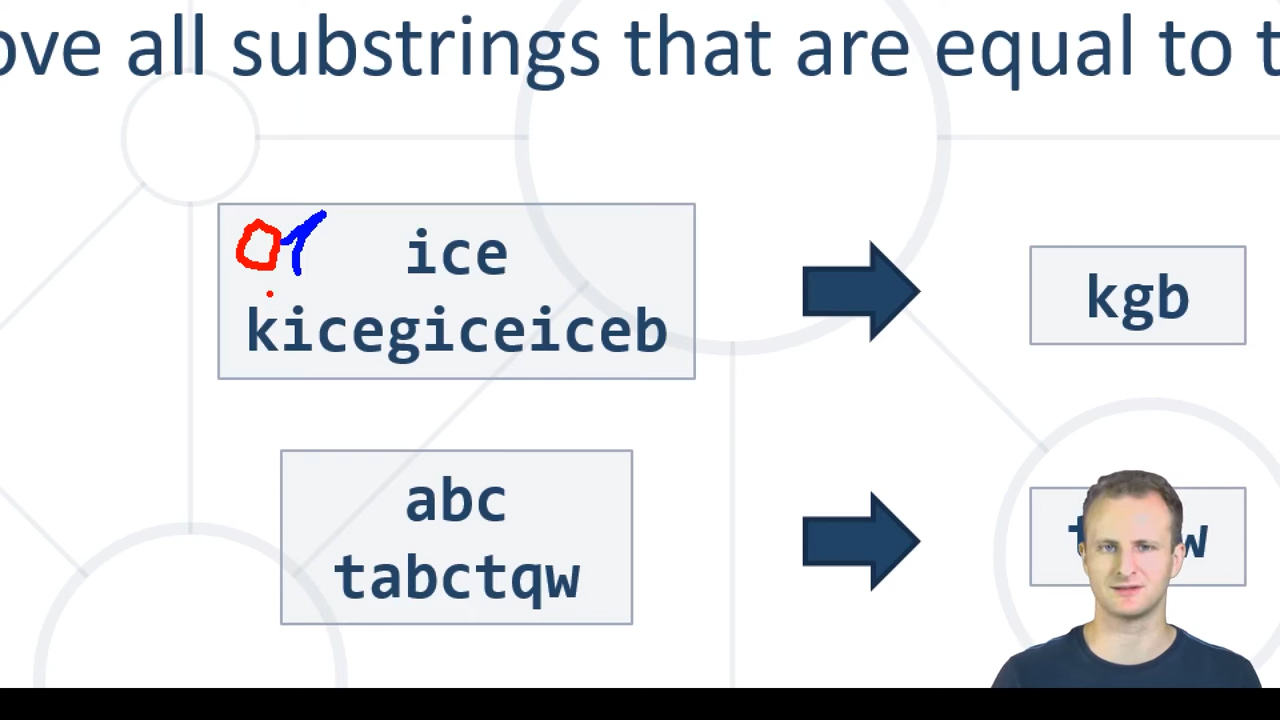 ove all substrings that are equal to t
01 ice
kicegiceiceb
kgb
abc
tabctqw